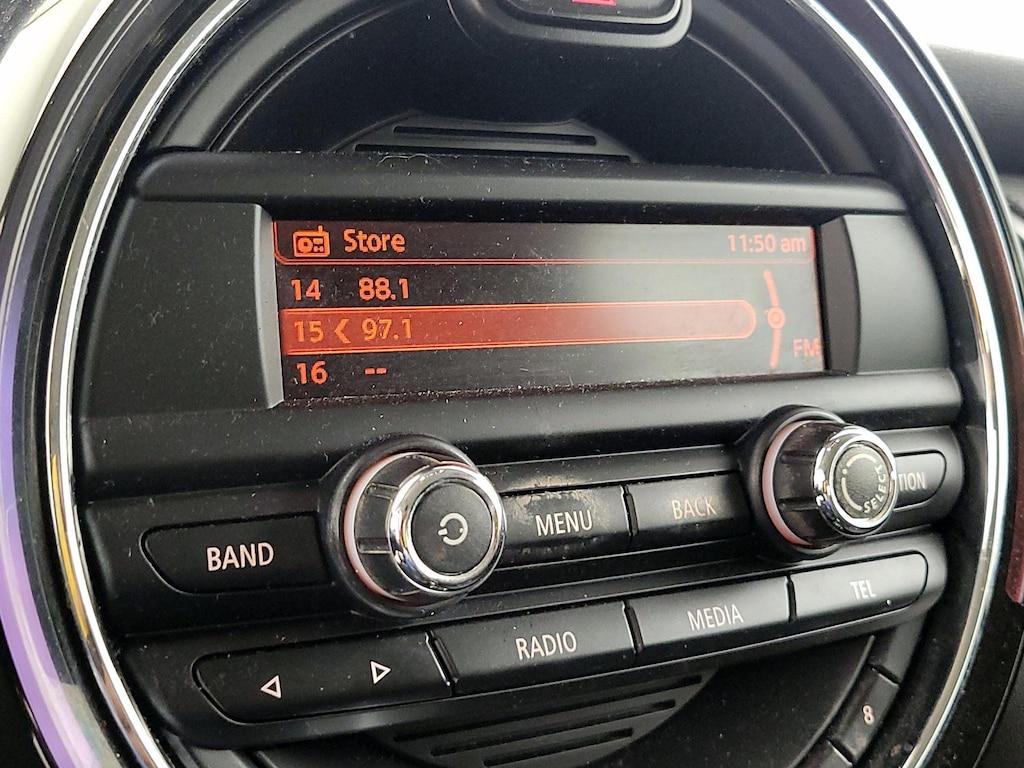 Store 11:50 am
14 88.1
15 97.1
FM
16 --
BAND MENU BACK SELECT TION
RADIO MEDIA TEL
8